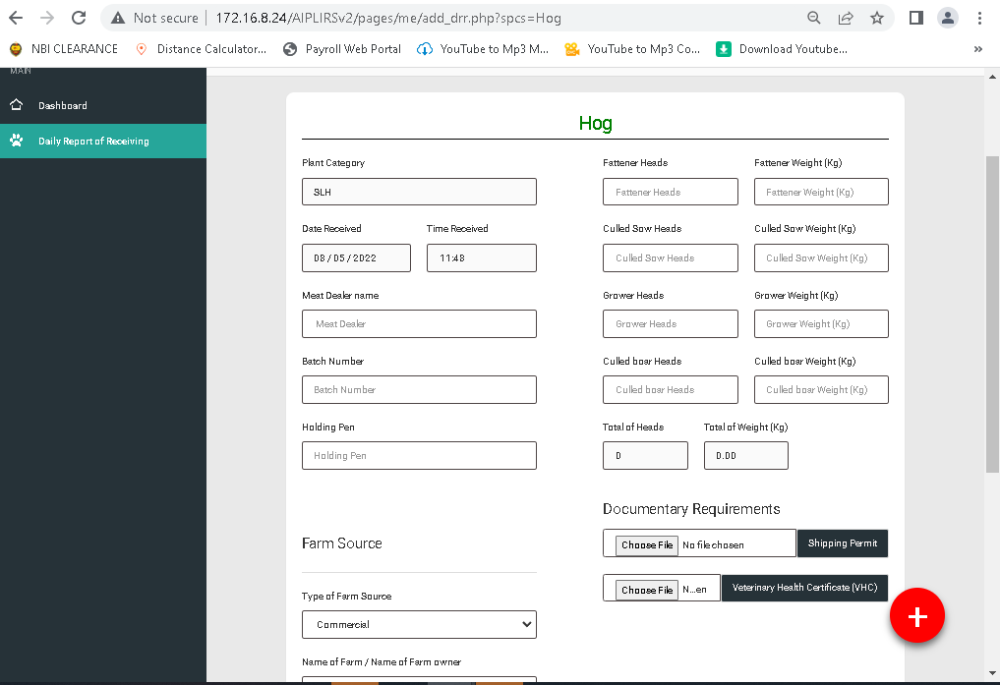 Not secure | 172.16.8.24/AIPLIRSv2/pages/me/add_drr.php?spcs=Hog
NBI CLEARANCE Distance Calculator... Payroll Web Portal YouTube to Mp3 M... YouTube to Mp3 Co... Download Youtube... »
MAIN
Dashboard
Daily Report of Receiving
Hog
Plant Category
SLH
Date Received Time Received
08 / 05 / 2022 11:48
Meat Dealer name
Meat Dealer
Batch Number
Batch Number
Holding Pen
Holding Pen
Farm Source
Type of Farm Source
Commercial
Name of Farm / Name of Farm owner
Fattener Heads Fattener Weight (Kg)
Fattener Heads Fattener Weight (Kg)
Culled Sow Heads Culled Sow Weight (Kg)
Culled Sow Heads Culled Sow Weight (Kg)
Grower Heads Grower Weight (Kg)
Grower Heads Grower Weight (Kg)
Culled boar Heads Culled boar Weight (Kg)
Culled boar Heads Culled boar Weight (Kg)
Total of Heads Total of Weight (Kg)
0 0.00
Documentary Requirements
Choose File No file chosen Shipping Permit
Choose File N...en Veterinary Health Certificate (VHC)
+